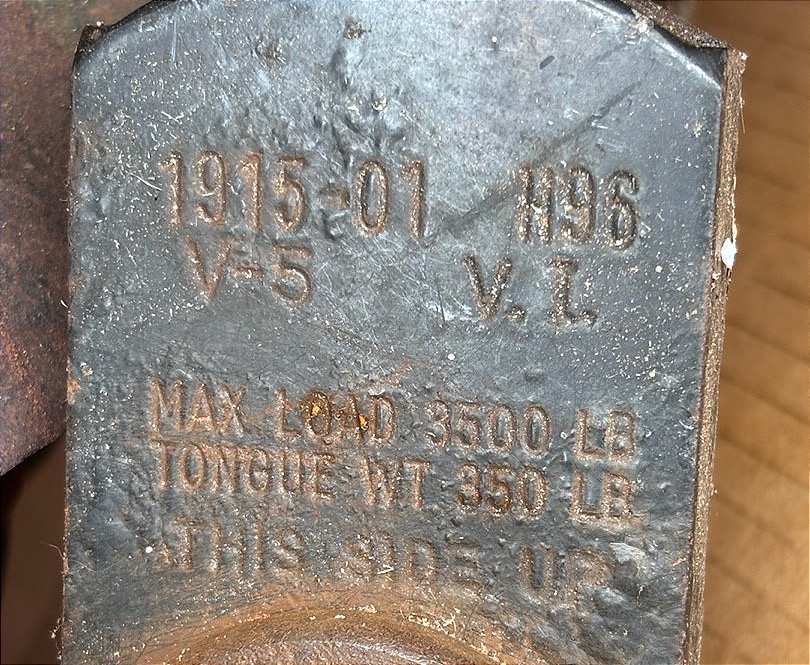 1915-01 H96
V-5 V.I.
MAX LOAD 3500 LB
TONGUE WT 350 LB.
THIS SIDE UP